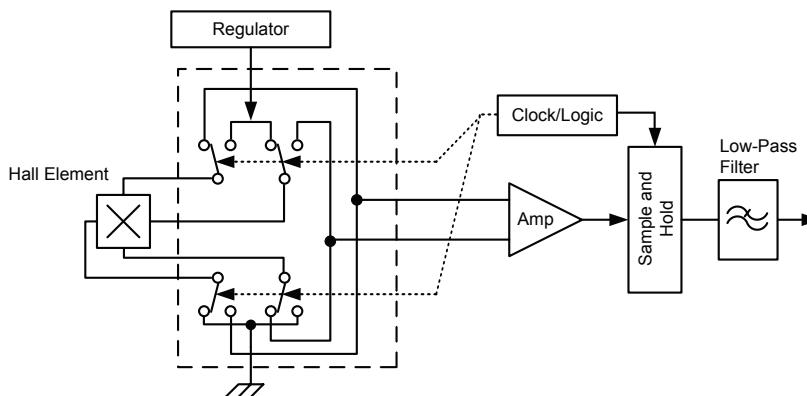 Regulator
Clock/Logic
Low-Pass
Filter
Hall Element
Amp
Sample and
Hold